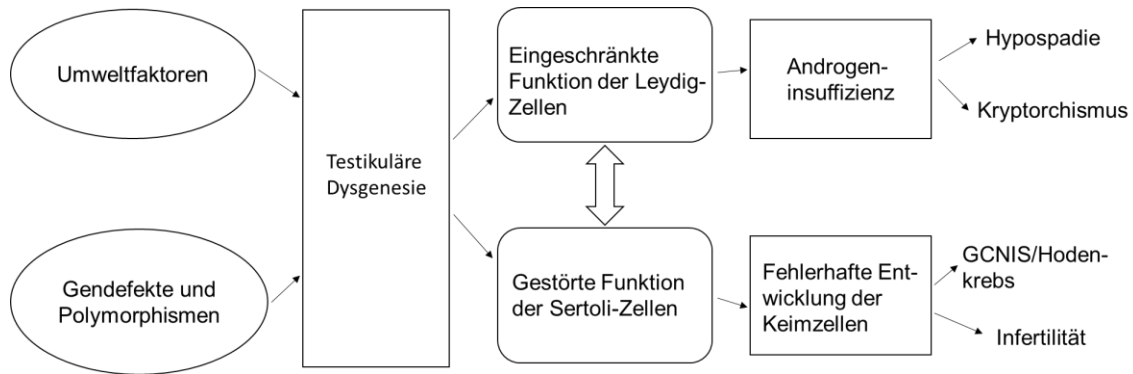 Umweltfaktoren
Gendefekte und
Polymorphismen
Testikuläre
Dysgenesie
Eingeschränkte
Funktion der Leydig-
Zellen
Gestörte Funktion
der Sertoli-Zellen
Androgen-
insuffizienz
Fehlerhafte Ent-
wicklung der
Keimzellen
Hypospadie
Kryptorchismus
GCNIS/Hoden-
krebs
Infertilität